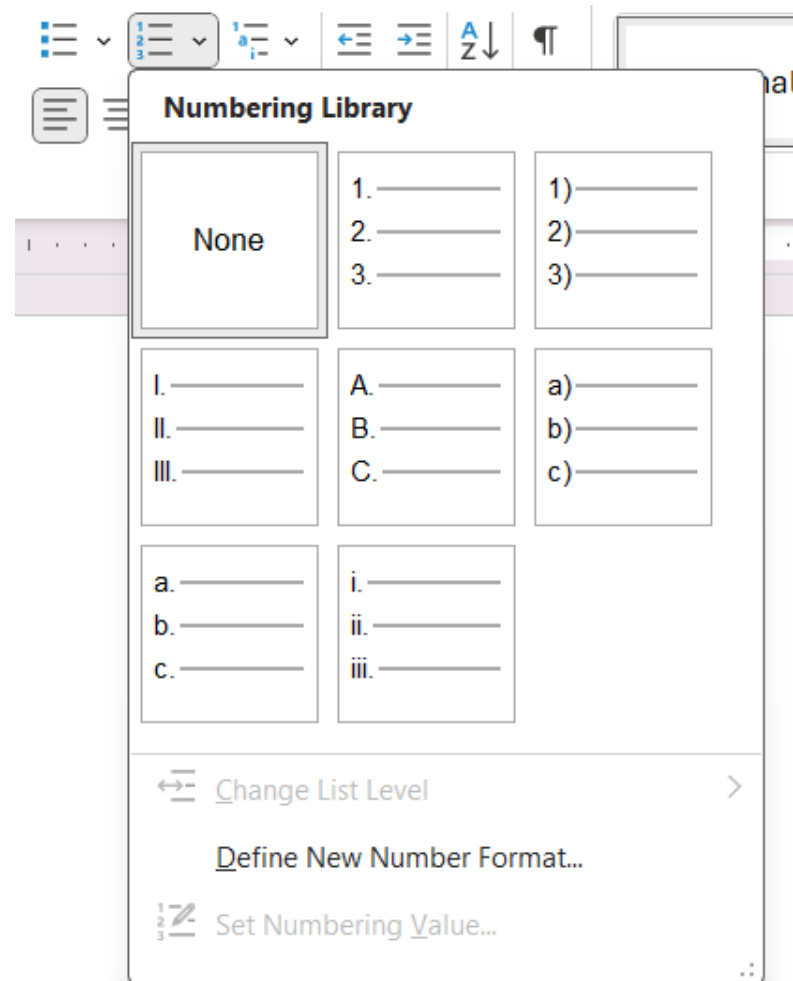 al
Numbering Library
None
1.
2.
3.
1)
2)
3)
I.
II.
III.
A.
B.
C.
a)
b)
c)
a.
b.
c.
i.
ii.
iii.
Change List Level
Define New Number Format...
Set Numbering Value...